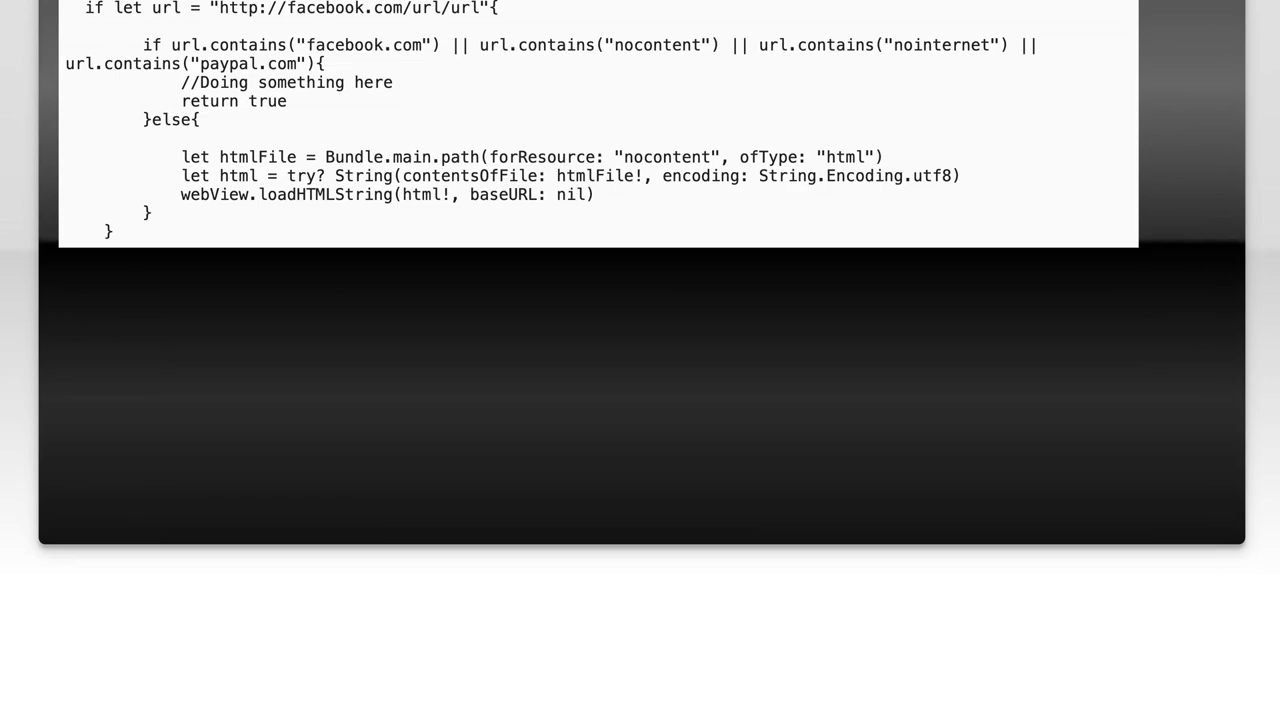 if let url = "http://facebook.com/url/url"{
if url.contains("facebook.com") || url.contains("nocontent") || url.contains("nointernet") ||
url.contains("paypal.com"){
//Doing something here
return true
}else{
let htmlFile = Bundle.main.path(forResource: "nocontent", ofType: "html")
let html = try? String(contentsOfFile: htmlFile!, encoding: String.Encoding.utf8)
webView.loadHTMLString(html!, baseURL: nil)
}
}